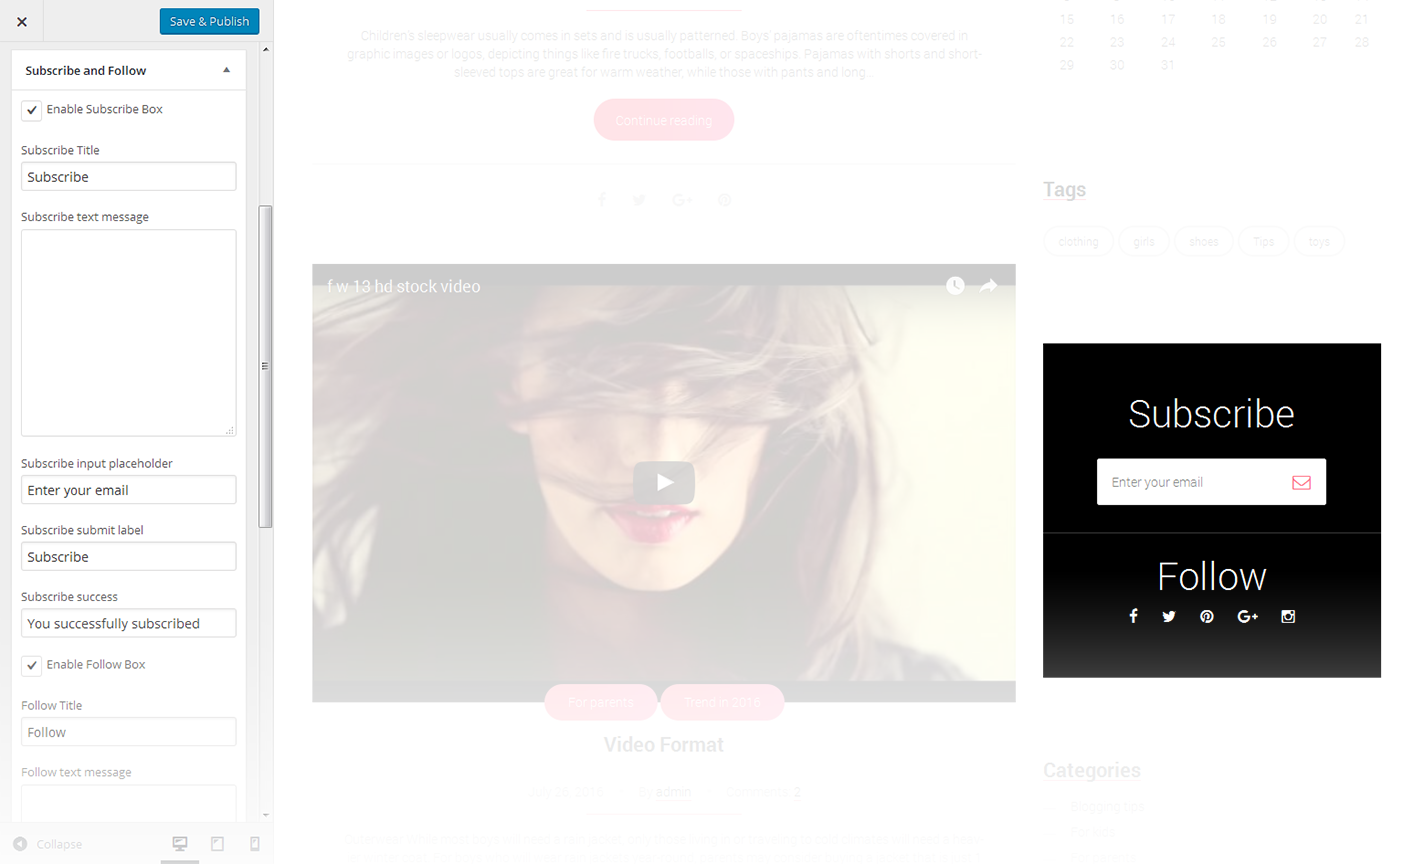 Save & Publish
Subscribe and Follow
Enable Subscribe Box
Subscribe Title
Subscribe
Subscribe text message
Subscribe input placeholder
Enter your email
Subscribe submit label
Subscribe
Subscribe success
You successfully subscribed
Enable Follow Box
Follow Title
Follow
Follow text message
Collapse
Children's sleepwear usually comes in sets and is usually patterned. Boys' pajamas are oftentimes covered in
graphic images or logos, depicting things like fire trucks, footballs, or spaceships. Pajamas with shorts and short-
sleeved tops are great for warm weather, while those with pants and long...
Continue reading
f w 13 hd stock video
For parents
Trend in 2016
Video Format
By admin
Comments: 2
15 16 17 18 19 20 21
22 23 24 25 26 27 28
29 30 31
Tags
clothing girls shoes Tips toys
Subscribe
Enter your email
Follow
Categories